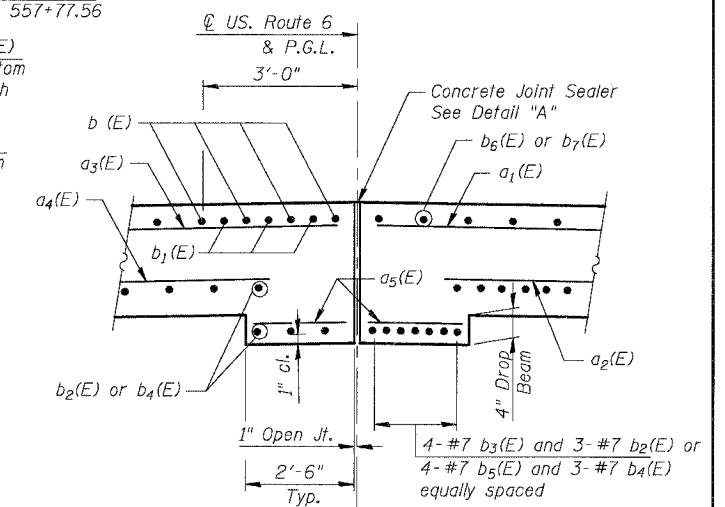 557+77.56
℄ US. Route 6
& P.G.L.
E)
tom
h
3'-0"
Concrete Joint Sealer
See Detail "A"
b (E)
b6(E) or b7(E)
a3(E)
a1(E)
a4(E)
b1(E)
a5(E)
a2(E)
1" cl.
4" Drop
Beam
b2(E) or b4(E)
1" Open Jt.
4-#7 b3(E) and 3-#7 b2(E) or
4-#7 b5(E) and 3-#7 b4(E)
equally spaced
2'-6"
Typ.